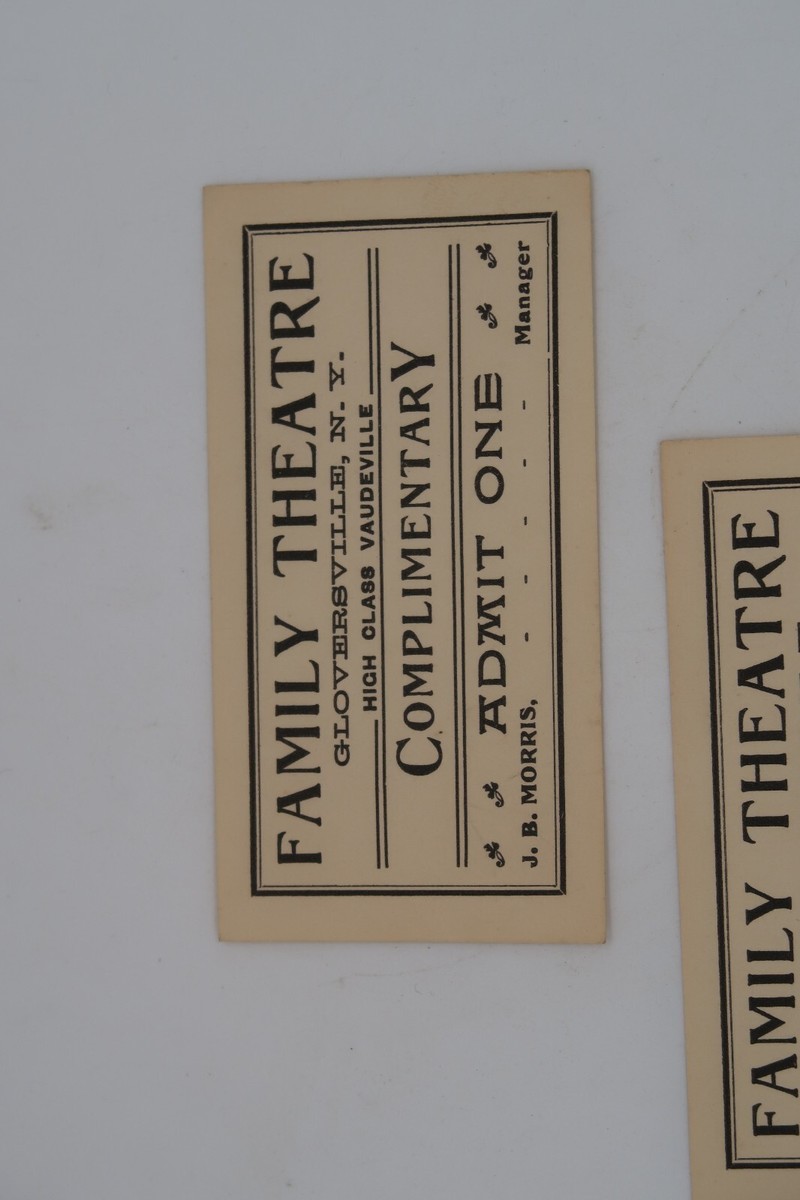 FAMILY THEATRE
GLOVERSVILLE, N. Y.
HIGH CLASS VAUDEVILLE
COMPLIMENTARY
ADMIT ONE
J. B. MORRIS, - - - - - Manager
FAMILY THEATRE